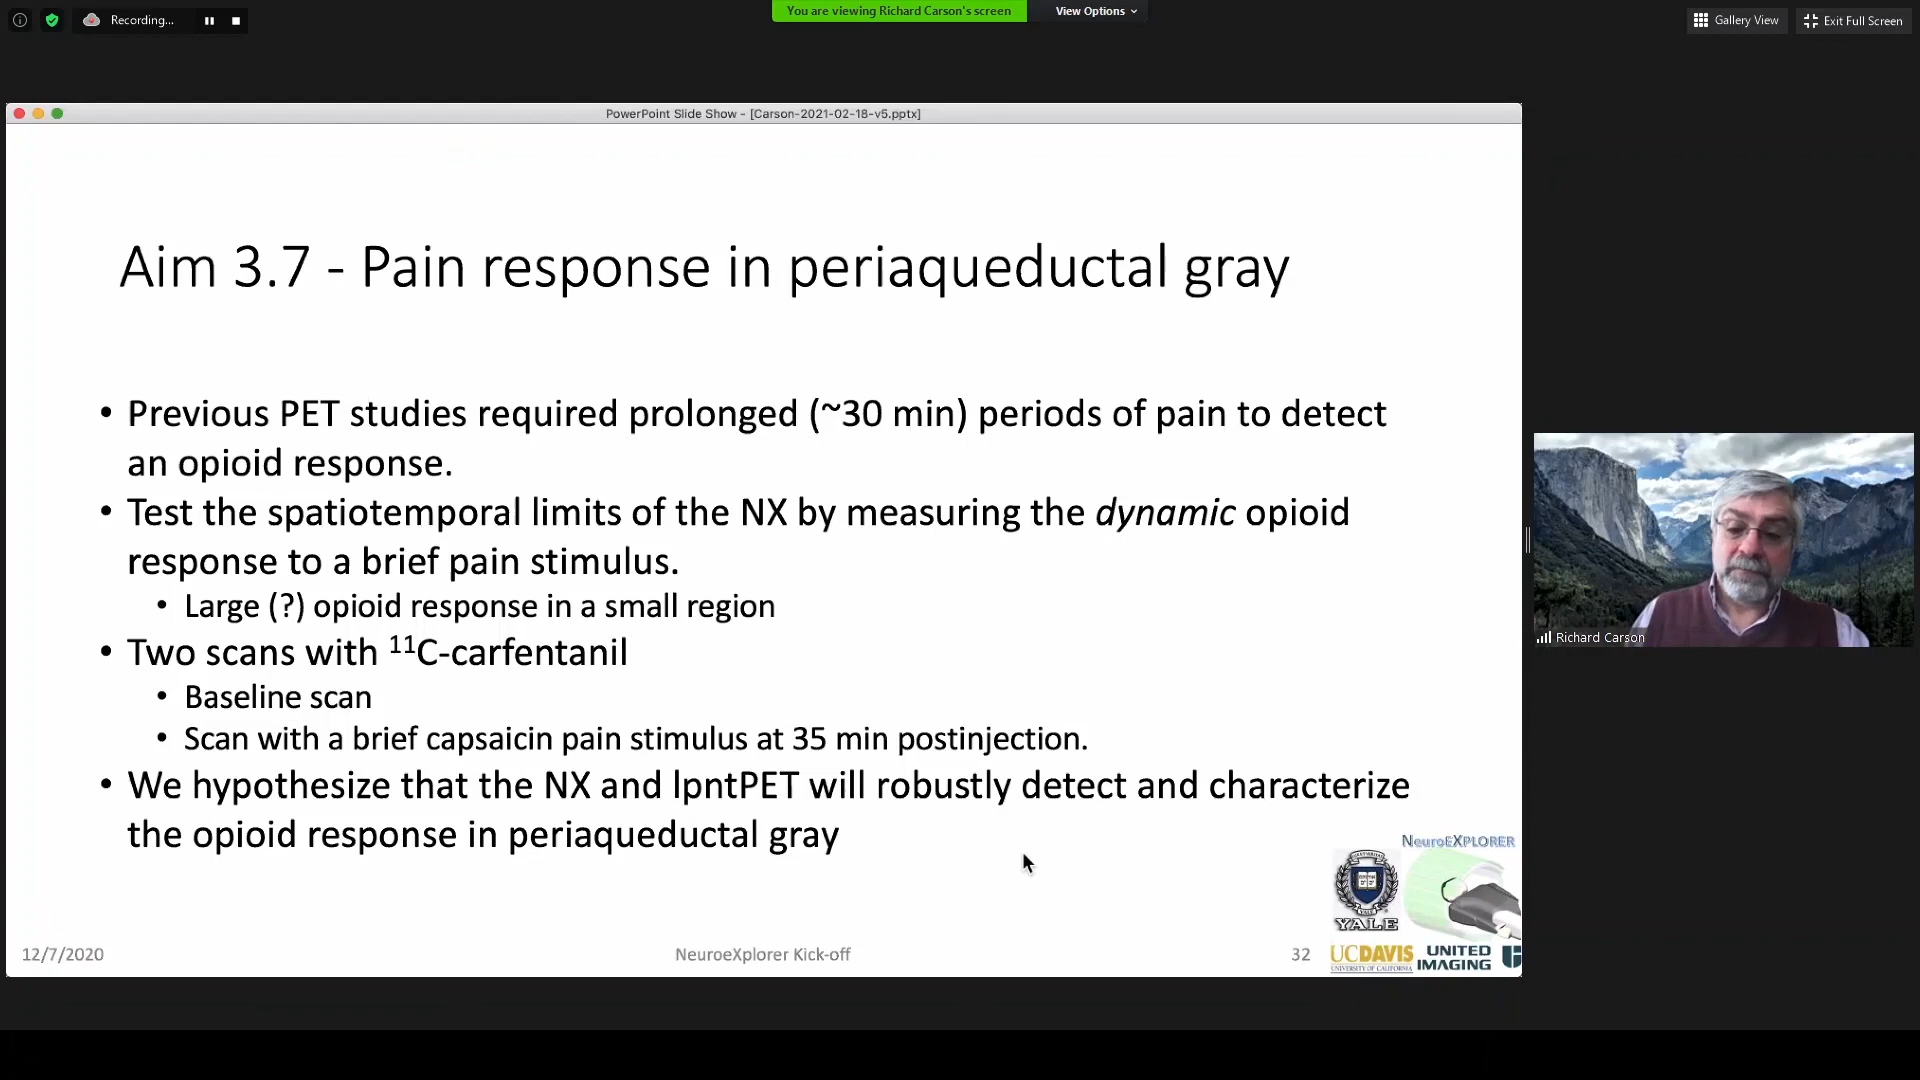 Recording...
You are viewing Richard Carson's screen
View Options
Gallery View
Exit Full Screen
PowerPoint Slide Show - [Carson-2021-02-18-v5.pptx]
Aim 3.7 - Pain response in periaqueductal gray
• Previous PET studies required prolonged (~30 min) periods of pain to detect
an opioid response.
• Test the spatiotemporal limits of the NX by measuring the dynamic opioid
response to a brief pain stimulus.
• Large (?) opioid response in a small region
• Two scans with ¹¹C-carfentanil
• Baseline scan
• Scan with a brief capsaicin pain stimulus at 35 min postinjection.
• We hypothesize that the NX and lpntPET will robustly detect and characterize
the opioid response in periaqueductal gray
Richard Carson
NeuroEXPLORER
YALE
12/7/2020
NeuroeXplorer Kick-off
32
UCDAVIS
UNIVERSITY OF CALIFORNIA
UNITED
IMAGING